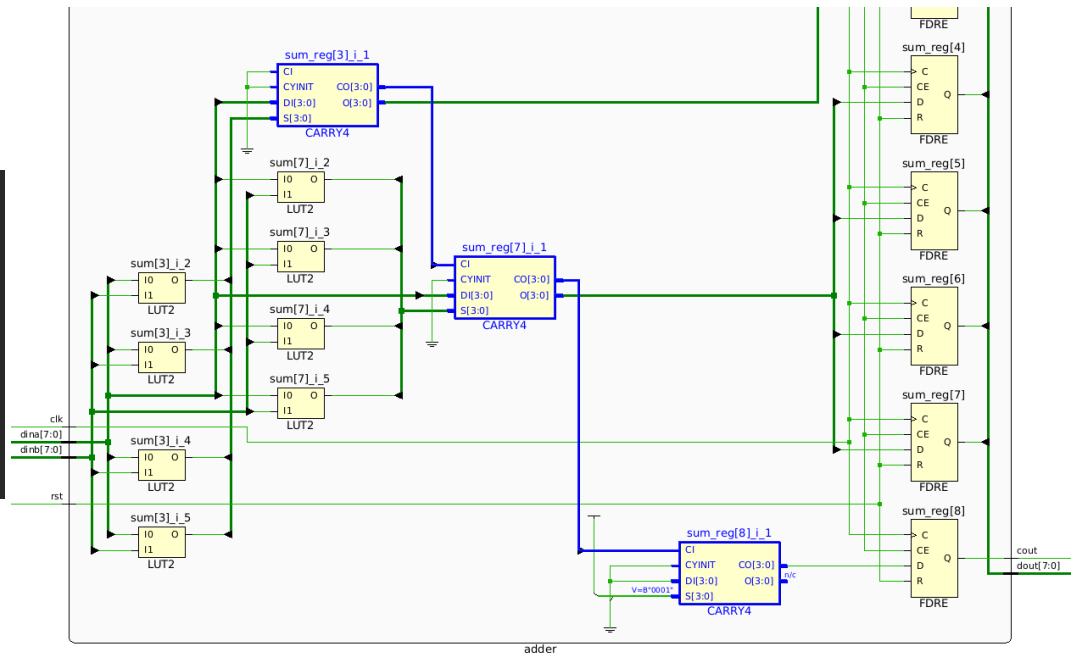 FDRE
sum_reg[3]_i_1
CI
CYINIT
DI[3:0]
S[3:0]
CO[3:0]
O[3:0]
CARRY4
sum_reg[4]
C
CE
D
R
Q
FDRE
sum[7]_i_2
I0
I1
O
LUT2
sum_reg[5]
C
CE
D
R
Q
FDRE
sum[7]_i_3
I0
I1
O
LUT2
sum_reg[7]_i_1
CI
CYINIT
DI[3:0]
S[3:0]
CO[3:0]
O[3:0]
CARRY4
sum[3]_i_2
I0
I1
O
LUT2
sum_reg[6]
C
CE
D
R
Q
FDRE
sum[7]_i_4
I0
I1
O
LUT2
sum[3]_i_3
I0
I1
O
LUT2
sum[7]_i_5
I0
I1
O
LUT2
sum_reg[7]
C
CE
D
R
Q
FDRE
clk
dina[7:0]
dinb[7:0]
sum[3]_i_4
I0
I1
O
LUT2
rst
sum[3]_i_5
I0
I1
O
LUT2
sum_reg[8]_i_1
CI
CYINIT
DI[3:0]
S[3:0]
CO[3:0]
O[3:0]
n/c
V=B"0001"
CARRY4
sum_reg[8]
C
CE
D
R
Q
FDRE
cout
dout[7:0]
adder